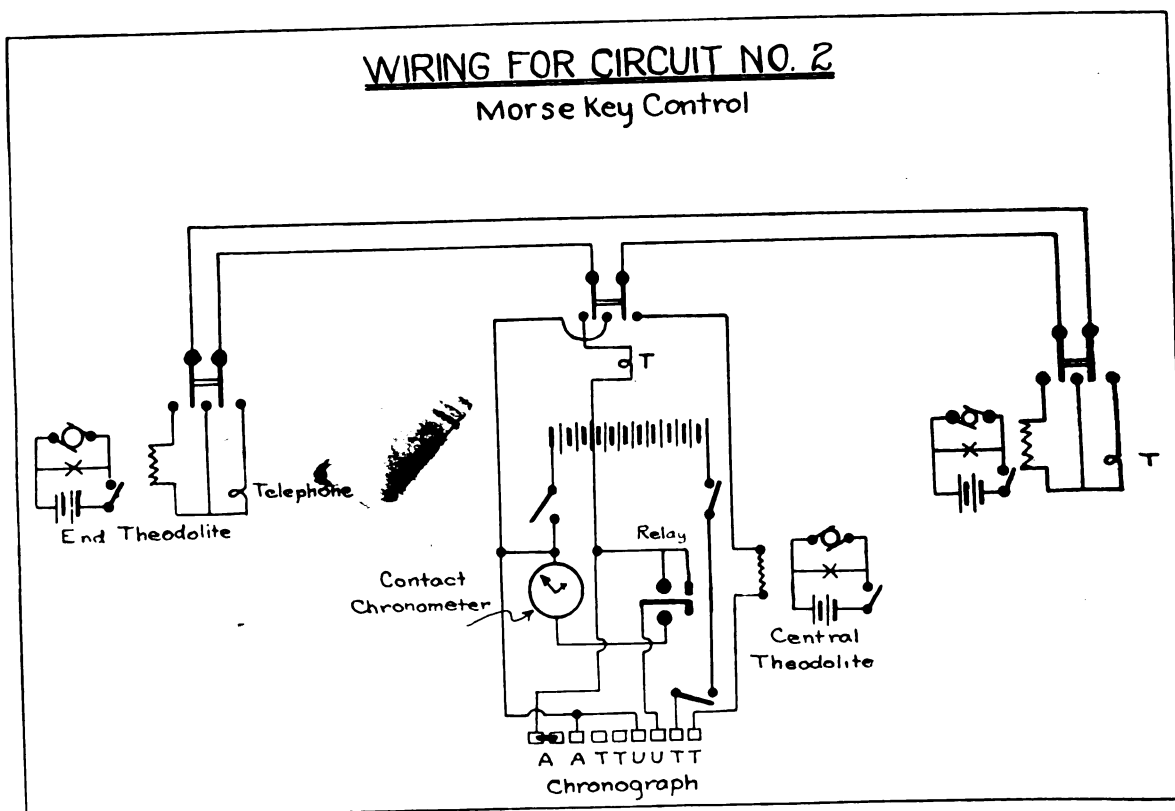 WIRING FOR CIRCUIT NO. 2
Morse Key Control
T
Telephone
T
End Theodolite
Relay
Contact
Chronometer
Central
Theodolite
A A T T U U T T
Chronograph